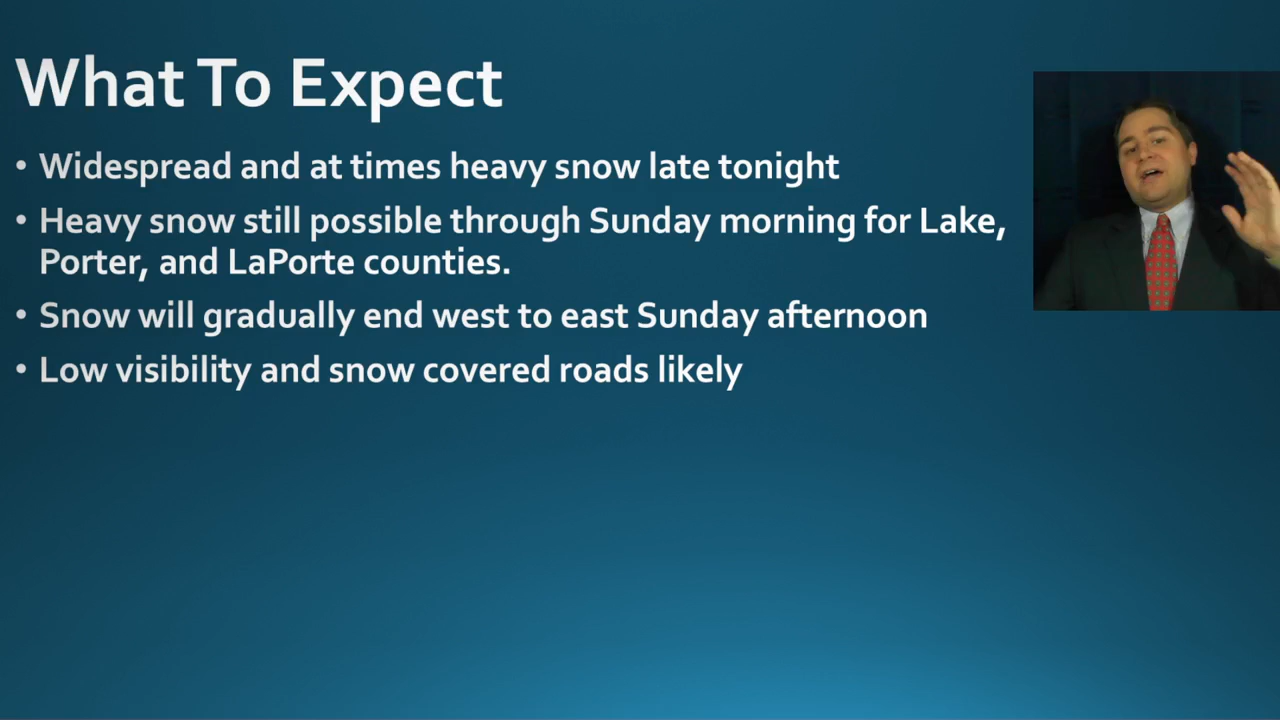 What To Expect
• Widespread and at times heavy snow late tonight
• Heavy snow still possible through Sunday morning for Lake,
Porter, and LaPorte counties.
• Snow will gradually end west to east Sunday afternoon
• Low visibility and snow covered roads likely